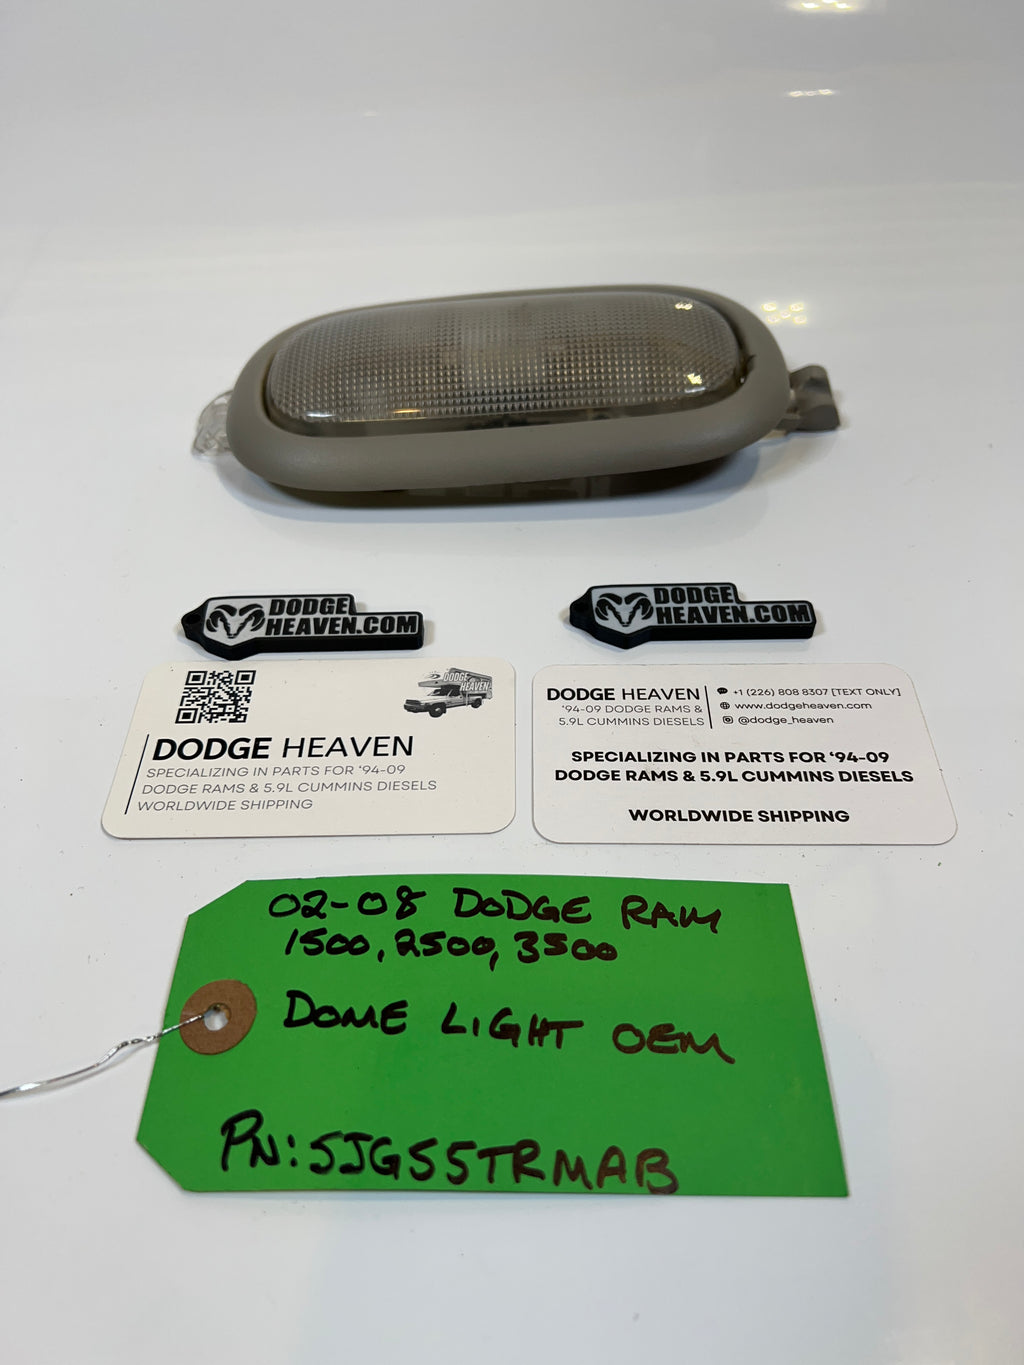 DODGE
HEAVEN.COM
DODGE
HEAVEN.COM
DODGE
HEAVEN
DODGE HEAVEN
SPECIALIZING IN PARTS FOR ‘94-09
DODGE RAMS & 5.9L CUMMINS DIESELS
WORLDWIDE SHIPPING
DODGE HEAVEN
‘94-09 DODGE RAMS &
5.9L CUMMINS DIESELS
+1 (226) 808 8307 [TEXT ONLY]
www.dodgeheaven.com
@dodge_heaven
SPECIALIZING IN PARTS FOR ‘94-09
DODGE RAMS & 5.9L CUMMINS DIESELS
WORLDWIDE SHIPPING
02-08 DODGE RAM
1500, 2500, 3500
DOME LIGHT OEM
PN: 5JG55TRMAB